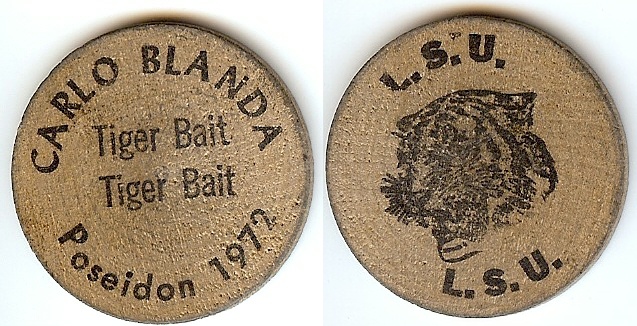 CARLO BLANDA
Tiger Bait
Tiger Bait
Poseidon 1972
L.S.U.
L.S.U.